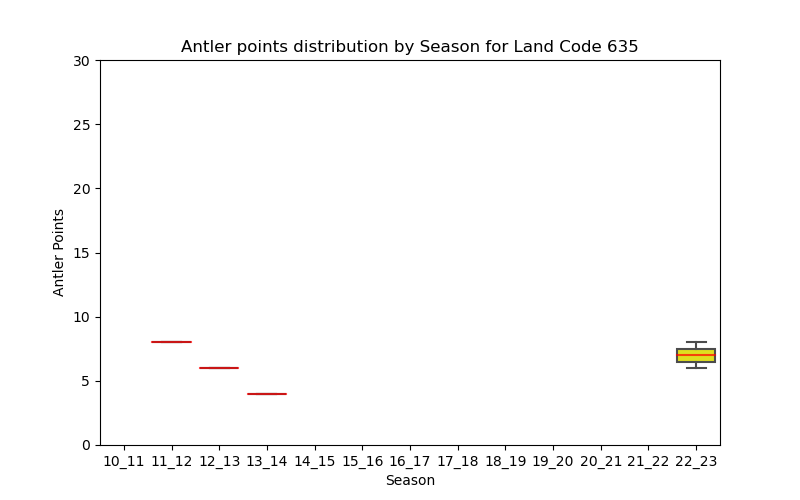 Antler points distribution by Season for Land Code 635
30
25
20
15
10
5
0
Antler Points
10_11 11_12 12_13 13_14 14_15 15_16 16_17 17_18 18_19 19_20 20_21 21_22 22_23
Season